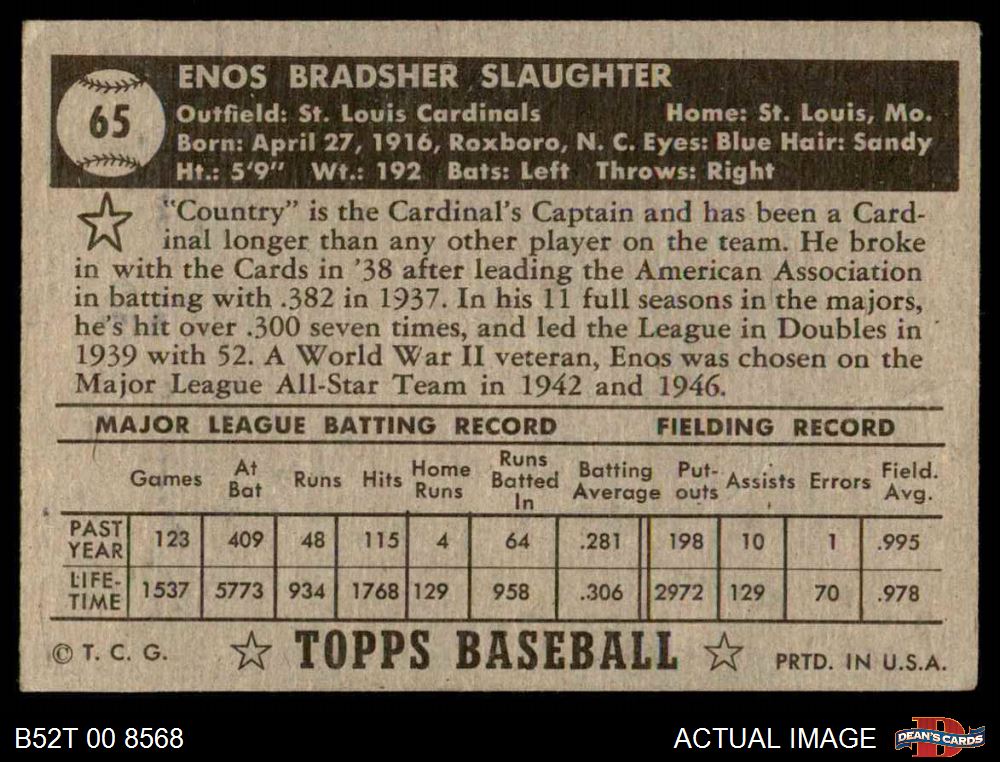 65
ENOS BRADSHER SLAUGHTER
Outfield: St. Louis Cardinals Home: St. Louis, Mo.
Born: April 27, 1916, Roxboro, N. C. Eyes: Blue Hair: Sandy
Ht.: 5'9" Wt.: 192 Bats: Left Throws: Right
"Country" is the Cardinal's Captain and has been a Card-
inal longer than any other player on the team. He broke
in with the Cards in '38 after leading the American Association
in batting with .382 in 1937. In his 11 full seasons in the majors,
he's hit over .300 seven times, and led the League in Doubles in
1939 with 52. A World War II veteran, Enos was chosen on the
Major League All-Star Team in 1942 and 1946.
MAJOR LEAGUE BATTING RECORD FIELDING RECORD
Games At Bat Runs Hits Home Runs Runs Batted In Batting Average Put-outs Assists Errors Field. Avg.
PAST YEAR 123 409 48 115 4 64 .281 198 10 1 .995
LIFE-TIME 1537 5773 934 1768 129 958 .306 2972 129 70 .978
© T. C. G. TOPPS BASEBALL PRTD. IN U.S.A.
B52T 00 8568 ACTUAL IMAGE DEAN'S CARDS